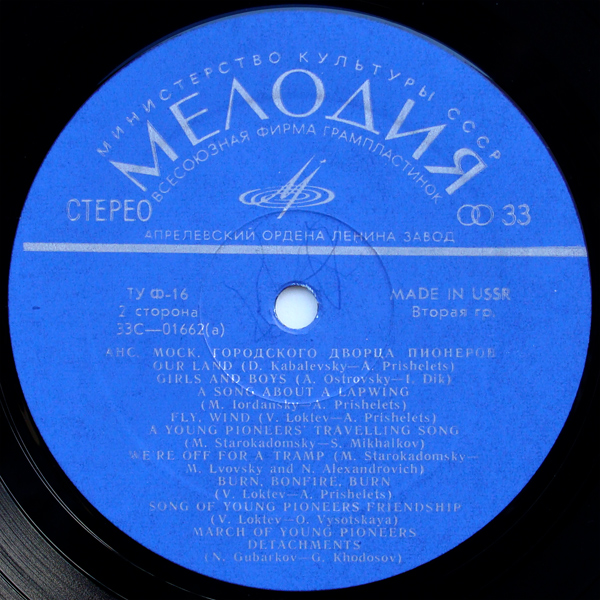 МИНИСТЕРСТВО КУЛЬТУРЫ СССР
МЕЛОДИЯ
ВСЕСОЮЗНАЯ ФИРМА ГРАМПЛАСТИНОК
СТЕРЕО
33
АПРЕЛЕВСКИЙ ОРДЕНА ЛЕНИНА ЗАВОД
ТУ Ф-16
MADE IN USSR
2 сторона
Вторая гр.
33С—01662(а)
АНС. МОСК. ГОРОДСКОГО ДВОРЦА ПИОНЕРОВ
OUR LAND (D. Kabalevsky—A. Prishelets)
GIRLS AND BOYS (A. Ostrovsky—I. Dik)
A SONG ABOUT A LAPWING
(M. Iordansky—A. Prishelets)
FLY, WIND (V. Loktev—A. Prishelets)
A YOUNG PIONEERS' TRAVELLING SONG
(M. Starokadomsky—S. Mikhalkov)
WE'RE OFF FOR A TRAMP (M. Starokadomsky—
M. Lvovsky and N. Alexandrovich)
BURN, BONFIRE, BURN
(V. Loktev—A. Prishelets)
SONG OF YOUNG PIONEERS FRIENDSHIP
(V. Loktev—O. Vysotskaya)
MARCH OF YOUNG PIONEERS
DETACHMENTS
(N. Gubarkov—G. Khodosov)